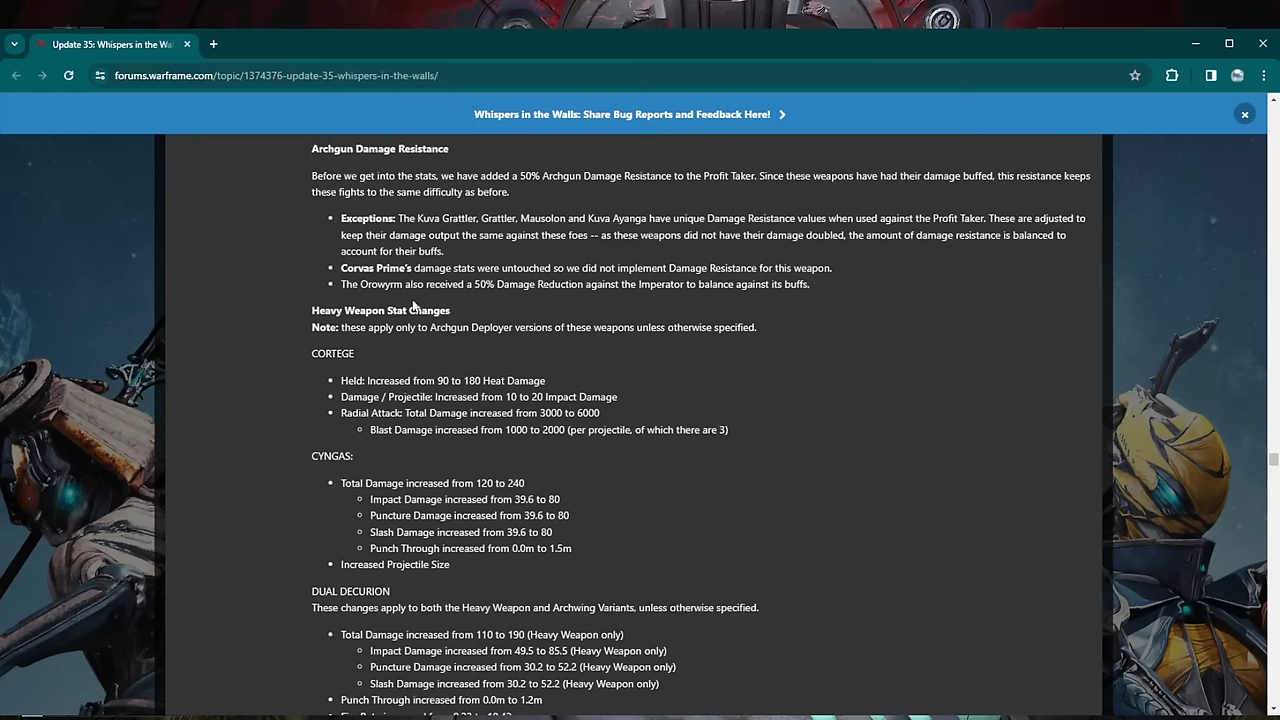 Update 35: Whispers in the Wa
forums.warframe.com/topic/1374376-update-35-whispers-in-the-walls/
Whispers in the Walls: Share Bug Reports and Feedback Here!
Archgun Damage Resistance
Before we get into the stats, we have added a 50% Archgun Damage Resistance to the Profit Taker. Since these weapons have had their damage buffed, this resistance keeps
these fights to the same difficulty as before.
Exceptions: The Kuva Grattler, Grattler, Mausolon and Kuva Ayanga have unique Damage Resistance values when used against the Profit Taker. These are adjusted to
keep their damage output the same against these foes -- as these weapons did not have their damage doubled, the amount of damage resistance is balanced to
account for their buffs.
Corvas Prime's damage stats were untouched so we did not implement Damage Resistance for this weapon.
The Orowyrm also received a 50% Damage Reduction against the Imperator to balance against its buffs.
Heavy Weapon Stat Changes
Note: these apply only to Archgun Deployer versions of these weapons unless otherwise specified.
CORTEGE
Held: Increased from 90 to 180 Heat Damage
Damage / Projectile: Increased from 10 to 20 Impact Damage
Radial Attack: Total Damage increased from 3000 to 6000
Blast Damage increased from 1000 to 2000 (per projectile, of which there are 3)
CYNGAS:
Total Damage increased from 120 to 240
Impact Damage increased from 39.6 to 80
Puncture Damage increased from 39.6 to 80
Slash Damage increased from 39.6 to 80
Punch Through increased from 0.0m to 1.5m
Increased Projectile Size
DUAL DECURION
These changes apply to both the Heavy Weapon and Archwing Variants, unless otherwise specified.
Total Damage increased from 110 to 190 (Heavy Weapon only)
Impact Damage increased from 49.5 to 85.5 (Heavy Weapon only)
Puncture Damage increased from 30.2 to 52.2 (Heavy Weapon only)
Slash Damage increased from 30.2 to 52.2 (Heavy Weapon only)
Punch Through increased from 0.0m to 1.2m